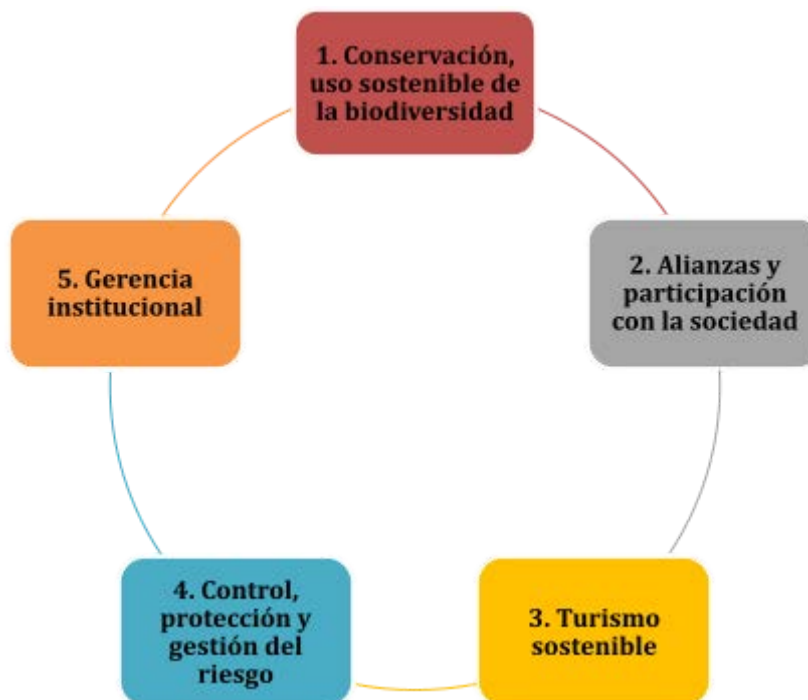 1. Conservación,
uso sostenible de
la biodiversidad
2. Alianzas y
participación
con la sociedad
3. Turismo
sostenible
4. Control,
protección y
gestión del
riesgo
5. Gerencia
institucional